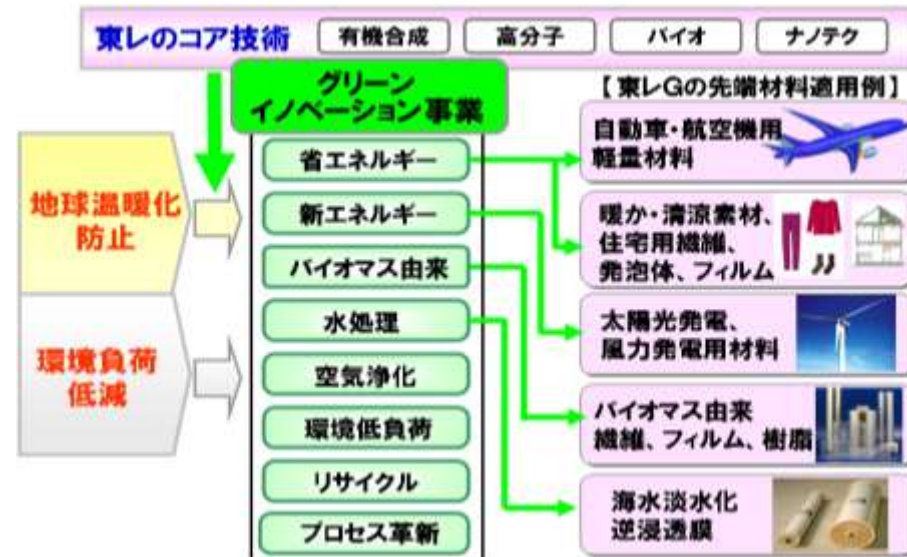 東レのコア技術
有機合成
高分子
バイオ
ナノテク
グリーン
イノベーション事業
【東レGの先端材料適用例】
地球温暖化
防止
環境負荷
低減
省エネルギー
新エネルギー
バイオマス由来
水処理
空気浄化
環境低負荷
リサイクル
プロセス革新
自動車・航空機用
軽量材料
暖か・清涼素材、
住宅用繊維、
発泡体、フィルム
太陽光発電、
風力発電用材料
バイオマス由来
繊維、フィルム、樹脂
海水淡水化
逆浸透膜